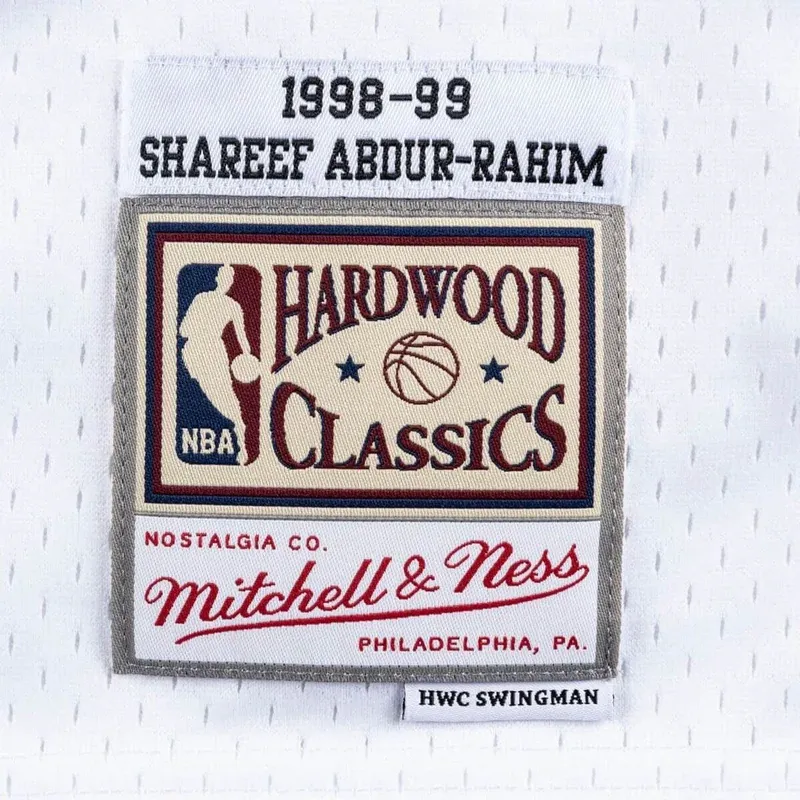 1998-99
SHAREEF ABDUR-RAHIM
HARDWOOD
CLASSICS
NBA
NOSTALGIA CO.
Mitchell & Ness
PHILADELPHIA, PA.
HWC SWINGMAN